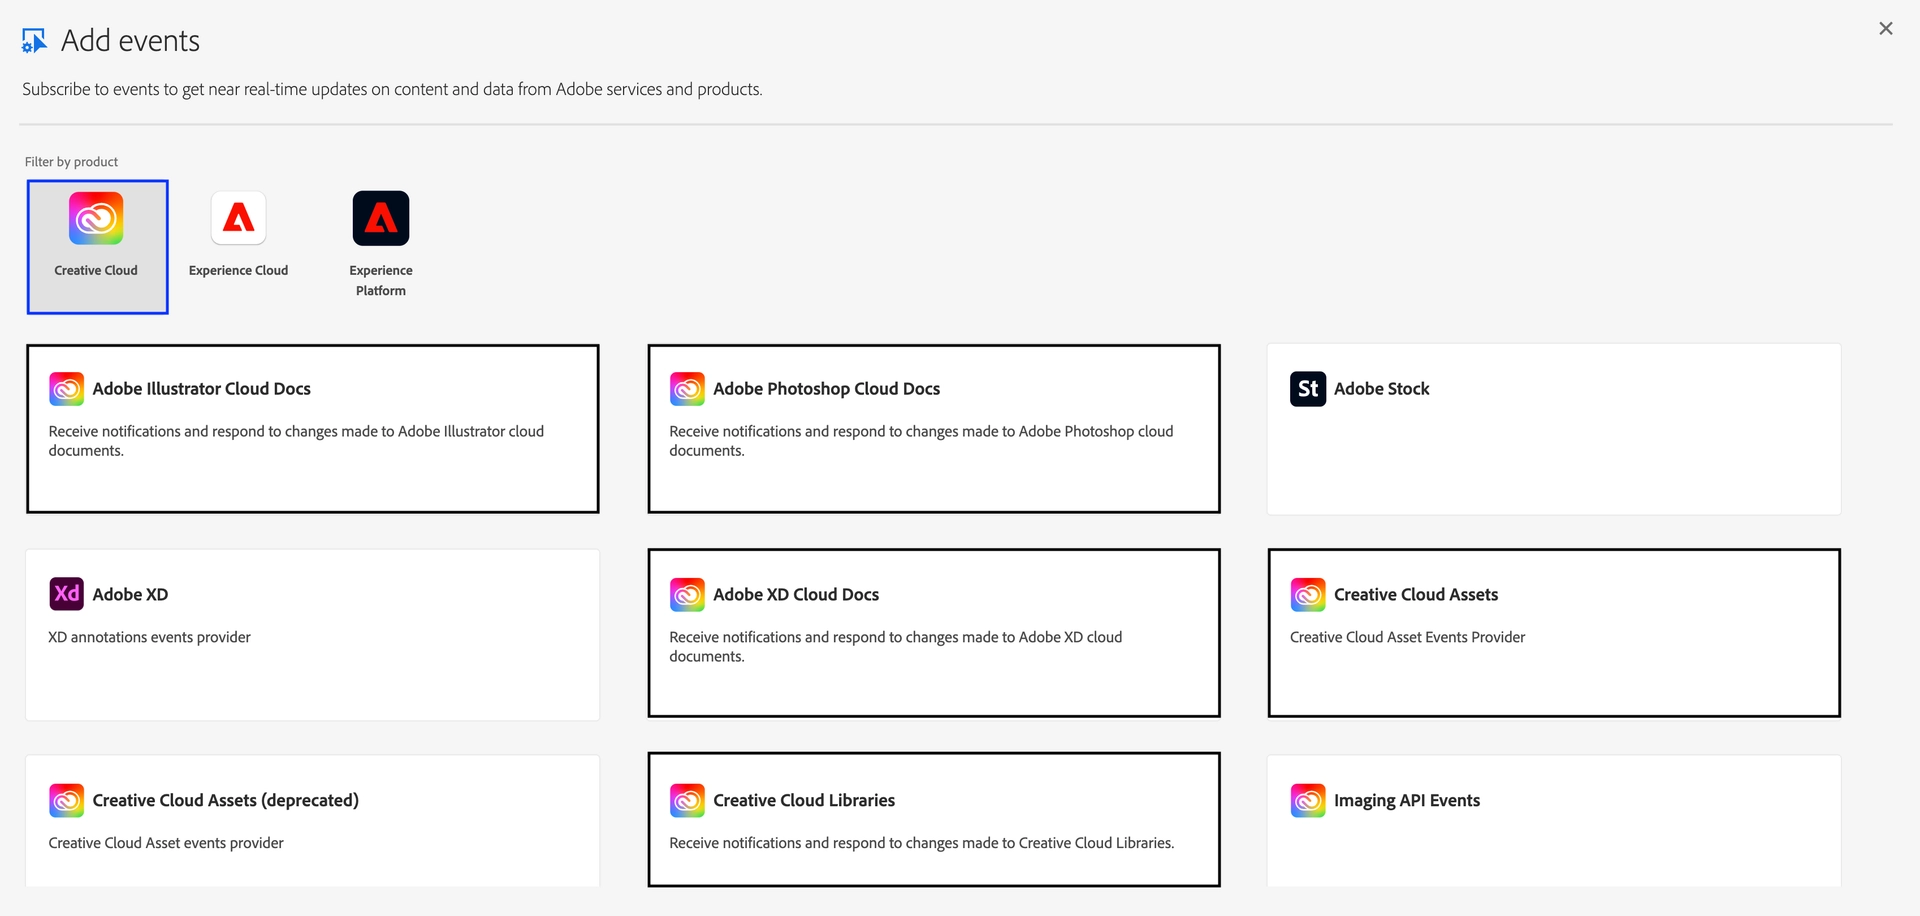 Add events
Subscribe to events to get near real-time updates on content and data from Adobe services and products.
Filter by product
Creative Cloud
Experience Cloud
Experience
Platform
Adobe Illustrator Cloud Docs
Receive notifications and respond to changes made to Adobe Illustrator cloud
documents.
Adobe Photoshop Cloud Docs
Receive notifications and respond to changes made to Adobe Photoshop cloud
documents.
St Adobe Stock
Xd Adobe XD
XD annotations events provider
Adobe XD Cloud Docs
Receive notifications and respond to changes made to Adobe XD cloud
documents.
Creative Cloud Assets
Creative Cloud Asset Events Provider
Creative Cloud Assets (deprecated)
Creative Cloud Asset events provider
Creative Cloud Libraries
Receive notifications and respond to changes made to Creative Cloud Libraries.
Imaging API Events